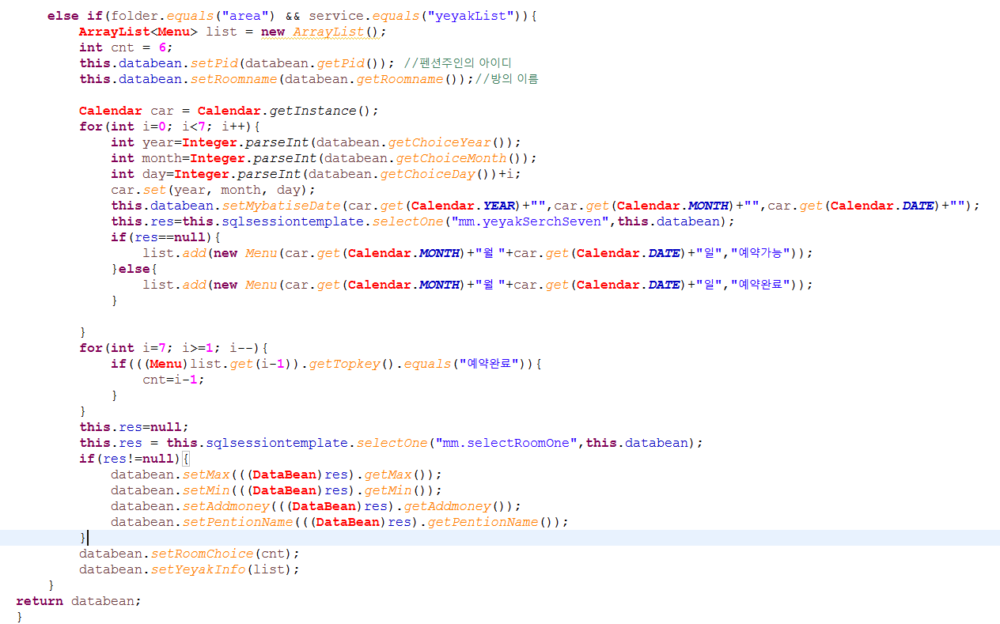 else if(folder.equals("area") && service.equals("yeyakList")){
ArrayList<Menu> list = new ArrayList();
int cnt = 6;
this.databean.setPid(databean.getPid()); //펜션주인의 아이디
this.databean.setRoomname(databean.getRoomname());//방의 이름
Calendar car = Calendar.getInstance();
for(int i=0; i<7; i++){
int year=Integer.parseInt(databean.getChoiceYear());
int month=Integer.parseInt(databean.getChoiceMonth());
int day=Integer.parseInt(databean.getChoiceDay())+i;
car.set(year, month, day);
this.databean.setMybatiseDate(car.get(Calendar.YEAR)+"",car.get(Calendar.MONTH)+"",car.get(Calendar.DATE)+"");
this.res=this.sqlsessiontemplate.selectOne("mm.yeyakSerchSeven",this.databean);
if(res==null){
list.add(new Menu(car.get(Calendar.MONTH)+"월 "+car.get(Calendar.DATE)+"일","예약가능"));
}else{
list.add(new Menu(car.get(Calendar.MONTH)+"월 "+car.get(Calendar.DATE)+"일","예약완료"));
}
}
for(int i=7; i>=1; i--){
if(((Menu)list.get(i-1)).getTopkey().equals("예약완료")){
cnt=i-1;
}
}
this.res=null;
this.res = this.sqlsessiontemplate.selectOne("mm.selectRoomOne",this.databean);
if(res!=null){
databean.setMax(((DataBean)res).getMax());
databean.setMin(((DataBean)res).getMin());
databean.setAddmoney(((DataBean)res).getAddmoney());
databean.setPentionName(((DataBean)res).getPentionName());
}
databean.setRoomChoice(cnt);
databean.setYeyakInfo(list);
}
return databean;
}